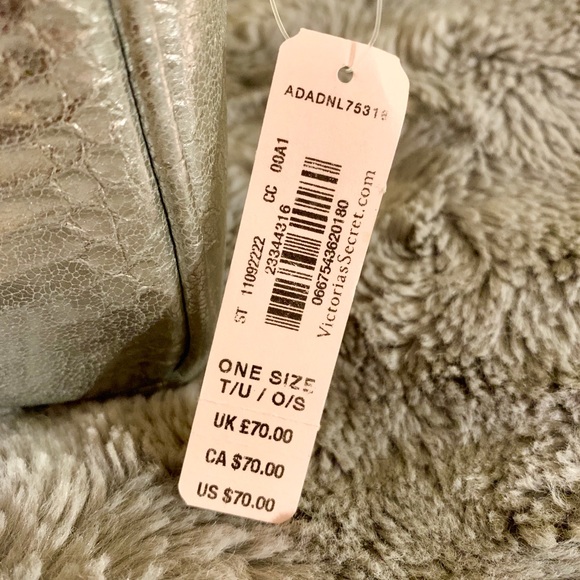 ADADNL75318
ST 11092222 CC 00A1
23344316
0667543620180
VictoriasSecret.com
ONE SIZE
T/U / O/S
UK £70.00
CA $70.00
US $70.00